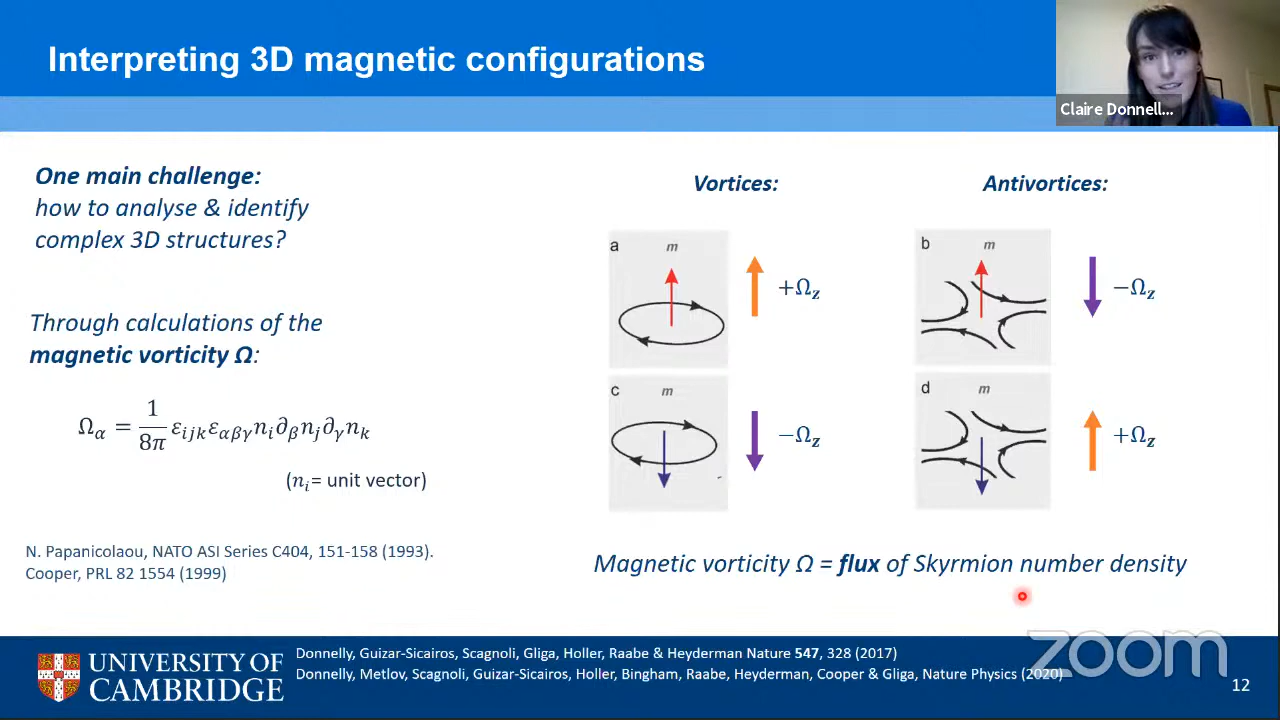 Interpreting 3D magnetic configurations
Claire Donnell...
One main challenge:
how to analyse & identify
complex 3D structures?
Through calculations of the
magnetic vorticity Ω:
Ω_α = 1/8π ε_ijk ε_αβγ n_i ∂_β n_j ∂_γ n_k
(n_i= unit vector)
N. Papanicolaou, NATO ASI Series C404, 151-158 (1993).
Cooper, PRL 82 1554 (1999)
Vortices:
Antivortices:
a m
+Ω_z
b m
−Ω_z
c m
−Ω_z
d m
+Ω_z
Magnetic vorticity Ω = flux of Skyrmion number density
UNIVERSITY OF
CAMBRIDGE
Donnelly, Guizar-Sicairos, Scagnoli, Gliga, Holler, Raabe & Heyderman Nature 547, 328 (2017)
Donnelly, Metlov, Scagnoli, Guizar-Sicairos, Holler, Bingham, Raabe, Heyderman, Cooper & Gliga, Nature Physics (2020)
zoom
12